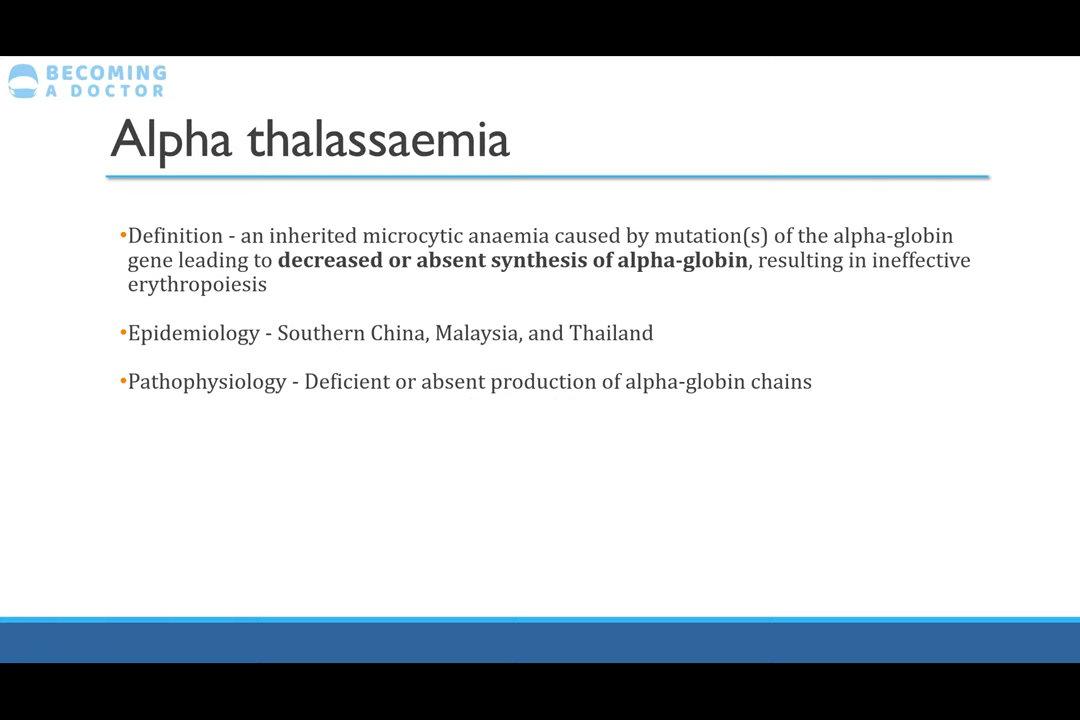 BECOMING
A DOCTOR
Alpha thalassaemia
•Definition - an inherited microcytic anaemia caused by mutation(s) of the alpha-globin
gene leading to decreased or absent synthesis of alpha-globin, resulting in ineffective
erythropoiesis
•Epidemiology - Southern China, Malaysia, and Thailand
•Pathophysiology - Deficient or absent production of alpha-globin chains